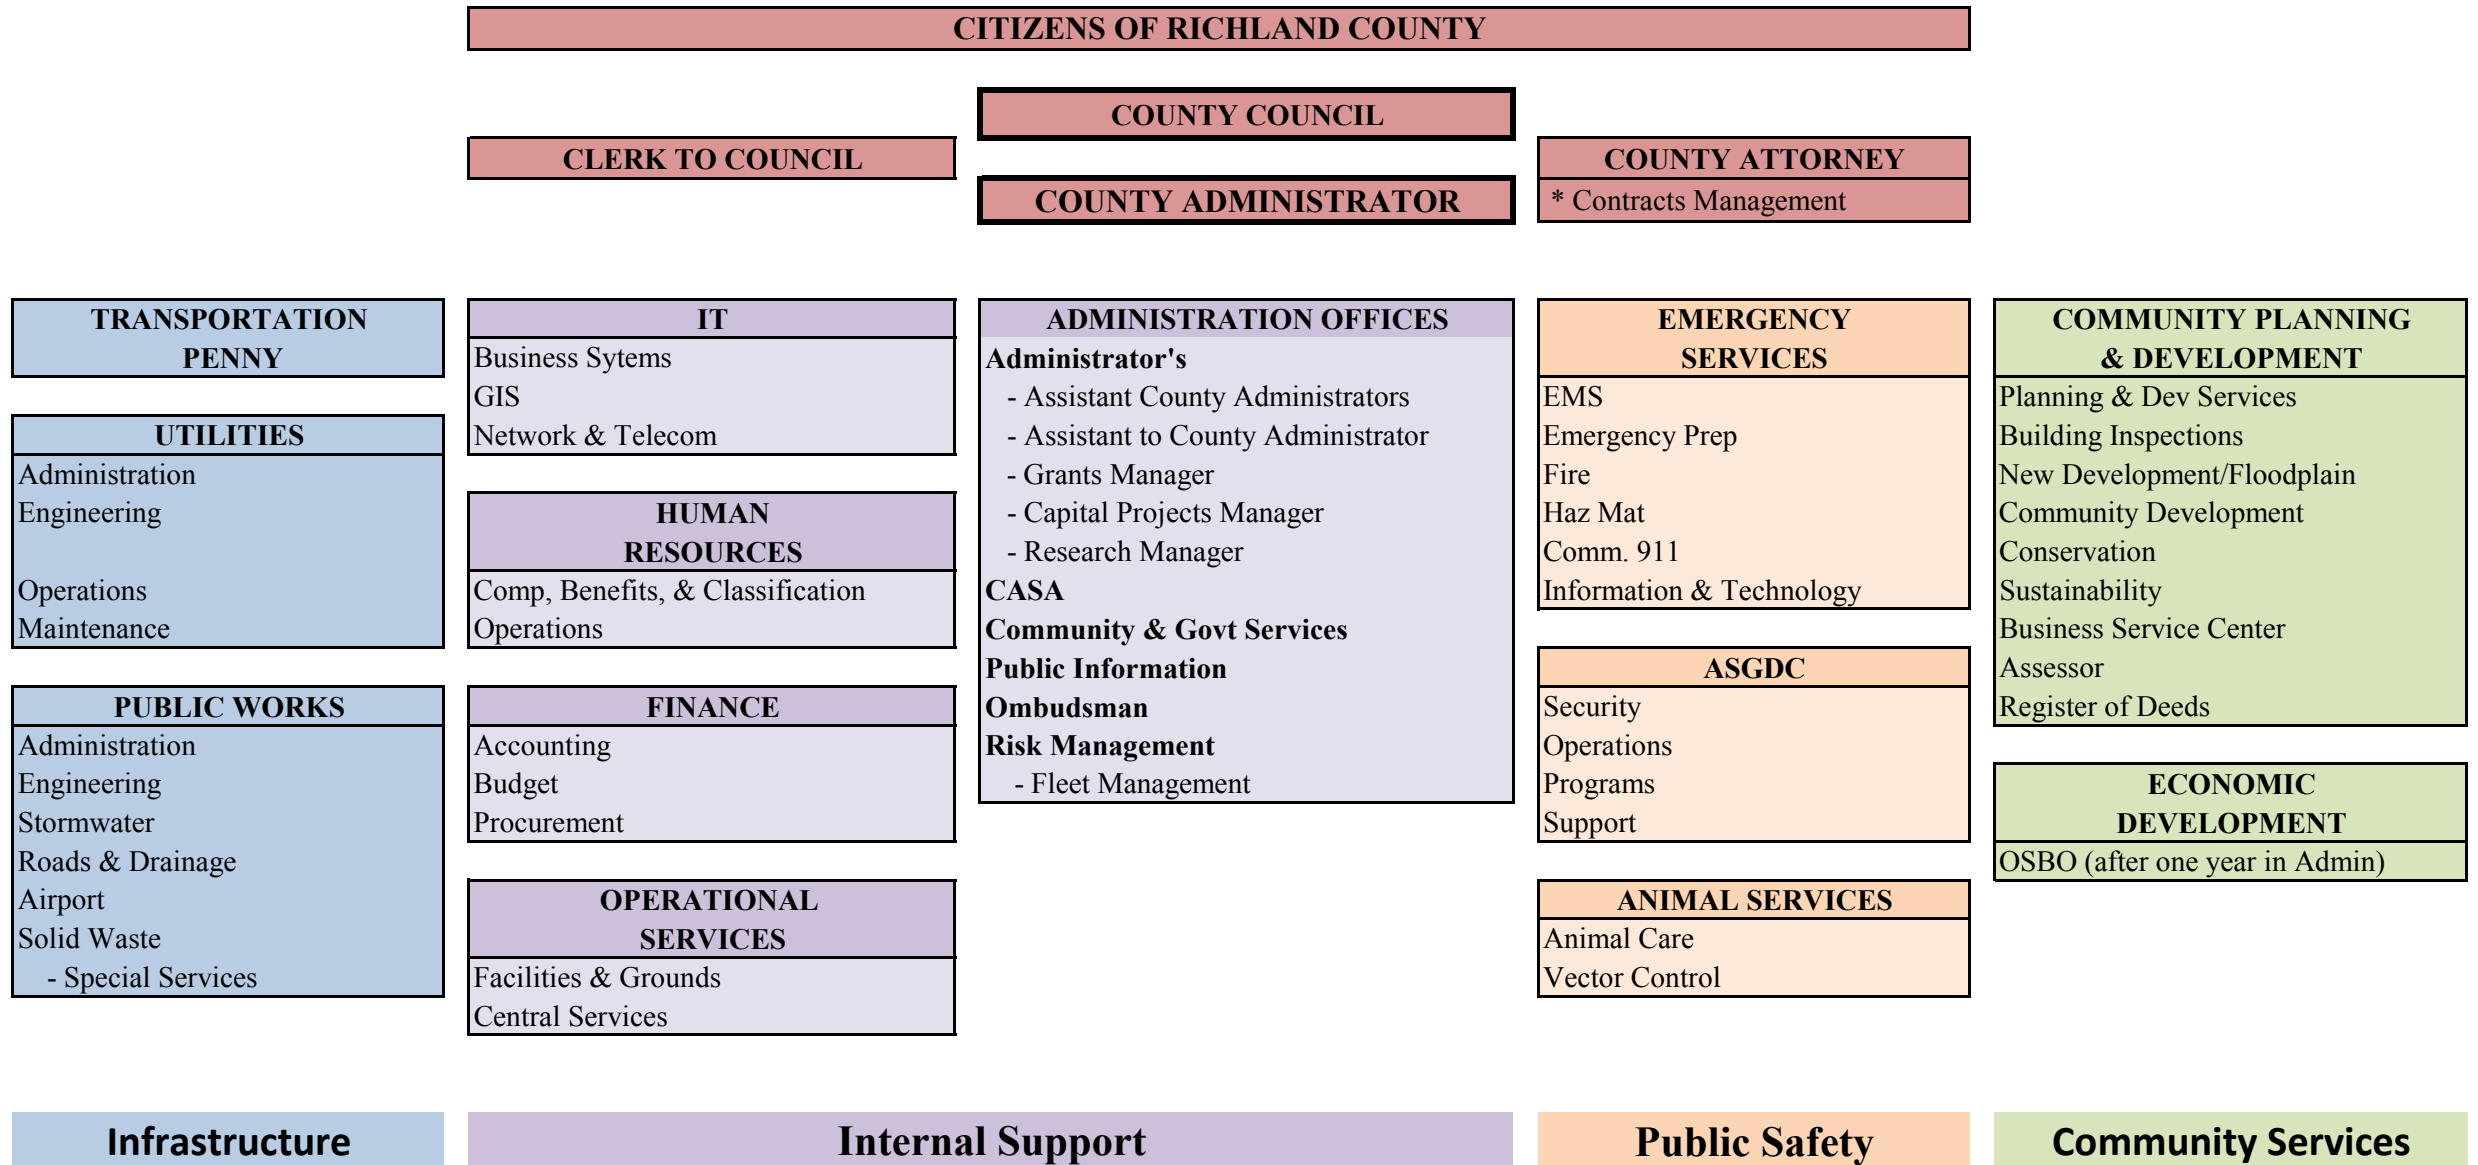 CITIZENS OF RICHLAND COUNTY
COUNTY COUNCIL
CLERK TO COUNCIL
COUNTY ATTORNEY
COUNTY ADMINISTRATOR
* Contracts Management
TRANSPORTATION
PENNY
UTILITIES
Administration
Engineering
Operations
Maintenance
PUBLIC WORKS
Administration
Engineering
Stormwater
Roads & Drainage
Airport
Solid Waste
- Special Services
IT
Business Sytems
GIS
Network & Telecom
HUMAN
RESOURCES
Comp, Benefits, & Classification
Operations
FINANCE
Accounting
Budget
Procurement
OPERATIONAL
SERVICES
Facilities & Grounds
Central Services
ADMINISTRATION OFFICES
Administrator's
- Assistant County Administrators
- Assistant to County Administrator
- Grants Manager
- Capital Projects Manager
- Research Manager
CASA
Community & Govt Services
Public Information
Ombudsman
Risk Management
- Fleet Management
EMERGENCY
SERVICES
EMS
Emergency Prep
Fire
Haz Mat
Comm. 911
Information & Technology
ASGDC
Security
Operations
Programs
Support
ANIMAL SERVICES
Animal Care
Vector Control
COMMUNITY PLANNING
& DEVELOPMENT
Planning & Dev Services
Building Inspections
New Development/Floodplain
Community Development
Conservation
Sustainability
Business Service Center
Assessor
Register of Deeds
ECONOMIC
DEVELOPMENT
OSBO (after one year in Admin)
Infrastructure
Internal Support
Public Safety
Community Services